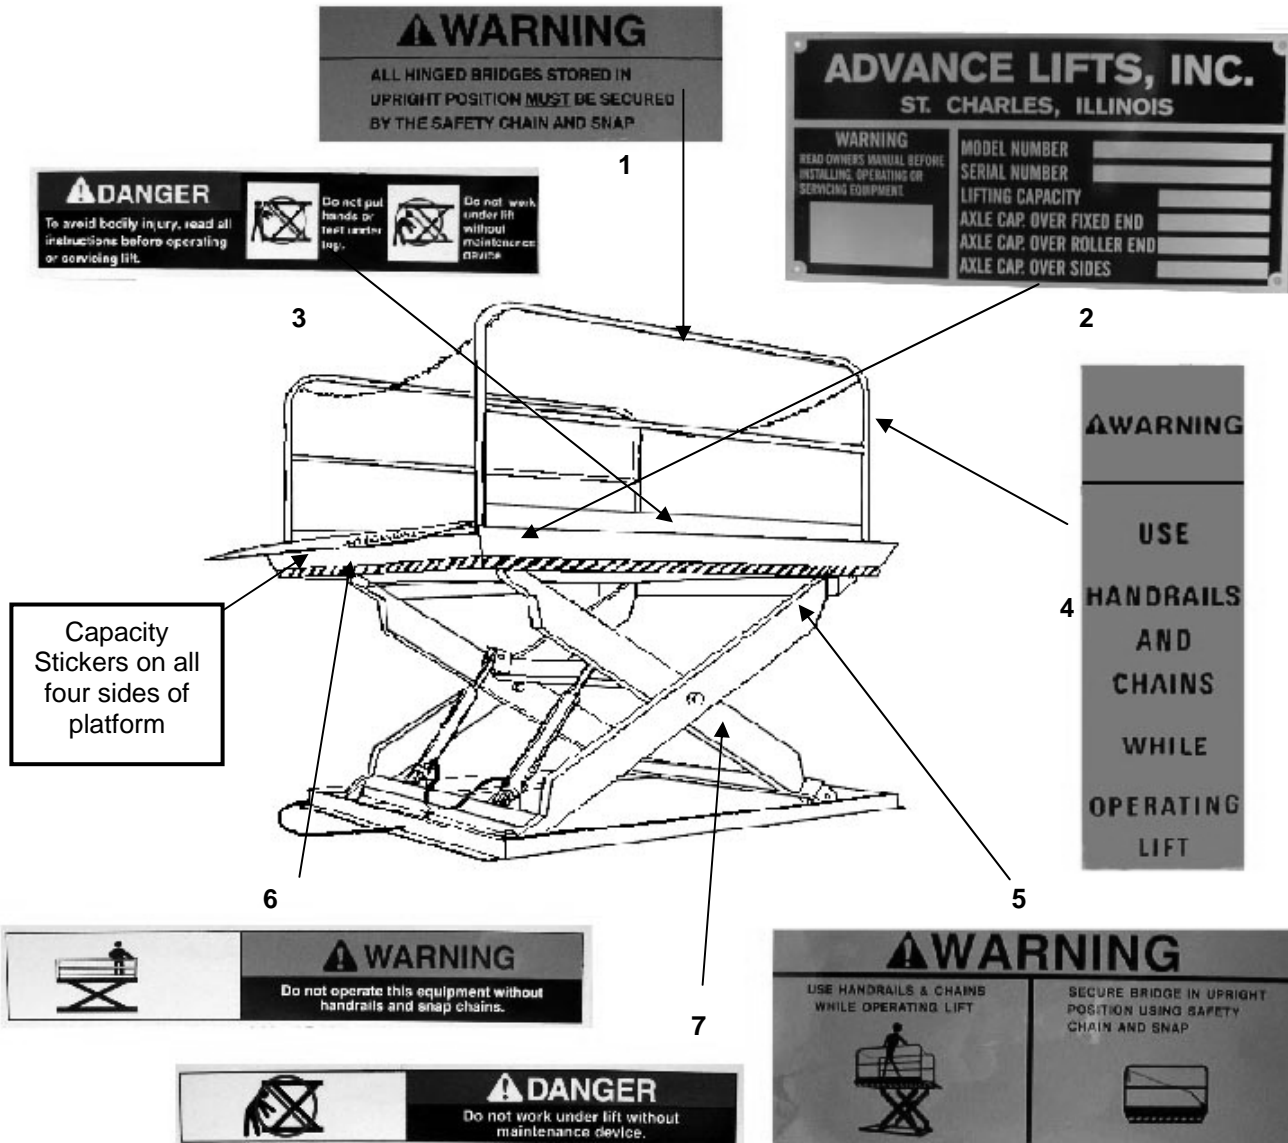 WARNING
ALL HINGED BRIDGES STORED IN
UPRIGHT POSITION MUST BE SECURED
BY THE SAFETY CHAIN AND SNAP
1
ADVANCE LIFTS, INC.
ST. CHARLES, ILLINOIS
WARNING
READ OWNERS MANUAL BEFORE
INSTALLING, OPERATING OR
SERVICING EQUIPMENT.
MODEL NUMBER
SERIAL NUMBER
LIFTING CAPACITY
AXLE CAP. OVER FIXED END
AXLE CAP. OVER ROLLER END
AXLE CAP. OVER SIDES
2
DANGER
To avoid bodily injury, read all
instructions before operating
or servicing lift.
Do not put
hands or
feet under
top.
Do not work
under lift
without
maintenance
device
3
WARNING
USE
HANDRAILS
AND
CHAINS
WHILE
OPERATING
LIFT
4
Capacity
Stickers on all
four sides of
platform
6
WARNING
Do not operate this equipment without
handrails and snap chains.
5
WARNING
USE HANDRAILS & CHAINS
WHILE OPERATING LIFT
SECURE BRIDGE IN UPRIGHT
POSITION USING SAFETY
CHAIN AND SNAP
7
DANGER
Do not work under lift without
maintenance device.